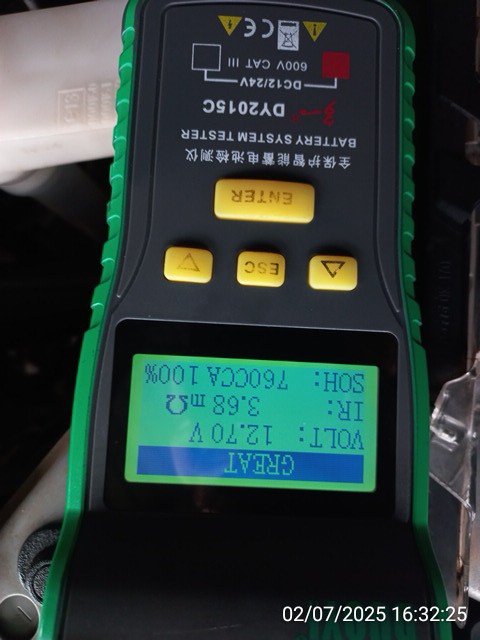 GREAT
VOLT: 12.70 V
IR: 3.68 mΩ
SOH: 760CCA 100%
ESC
ENTER
全保护智能蓄电池检测仪
BATTERY SYSTEM TESTER
DY2015C
DC12/24V
600V CAT III
CE
02/07/2025 16:32:25